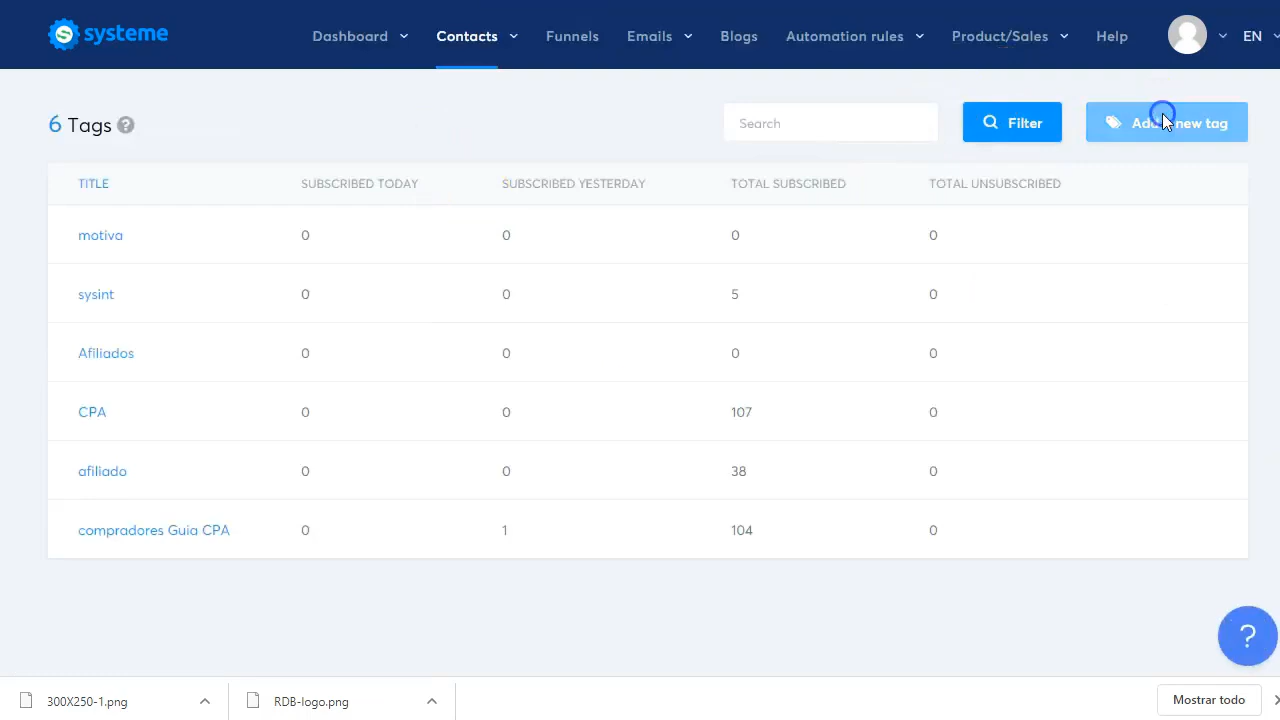 systeme
Dashboard Contacts Funnels Emails Blogs Automation rules Product/Sales Help EN
6 Tags ?
Search Filter Add new tag
TITLE SUBSCRIBED TODAY SUBSCRIBED YESTERDAY TOTAL SUBSCRIBED TOTAL UNSUBSCRIBED
motiva 0 0 0 0
sysint 0 0 5 0
Afiliados 0 0 0 0
CPA 0 0 107 0
afiliado 0 0 38 0
compradores Guia CPA 0 1 104 0
?
300X250-1.png RDB-logo.png Mostrar todo